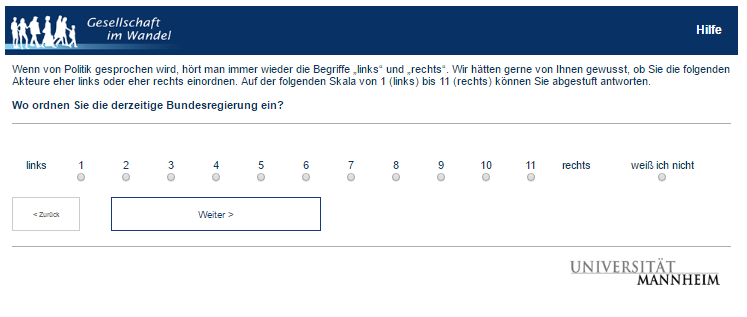 Gesellschaft
im Wandel
Hilfe
Wenn von Politik gesprochen wird, hört man immer wieder die Begriffe „links“ und „rechts“. Wir hätten gerne von Ihnen gewusst, ob Sie die folgenden
Akteure eher links oder eher rechts einordnen. Auf der folgenden Skala von 1 (links) bis 11 (rechts) können Sie abgestuft antworten.
Wo ordnen Sie die derzeitige Bundesregierung ein?
links 1 2 3 4 5 6 7 8 9 10 11 rechts weiß ich nicht
< Zurück Weiter >
UNIVERSITÄT
MANNHEIM